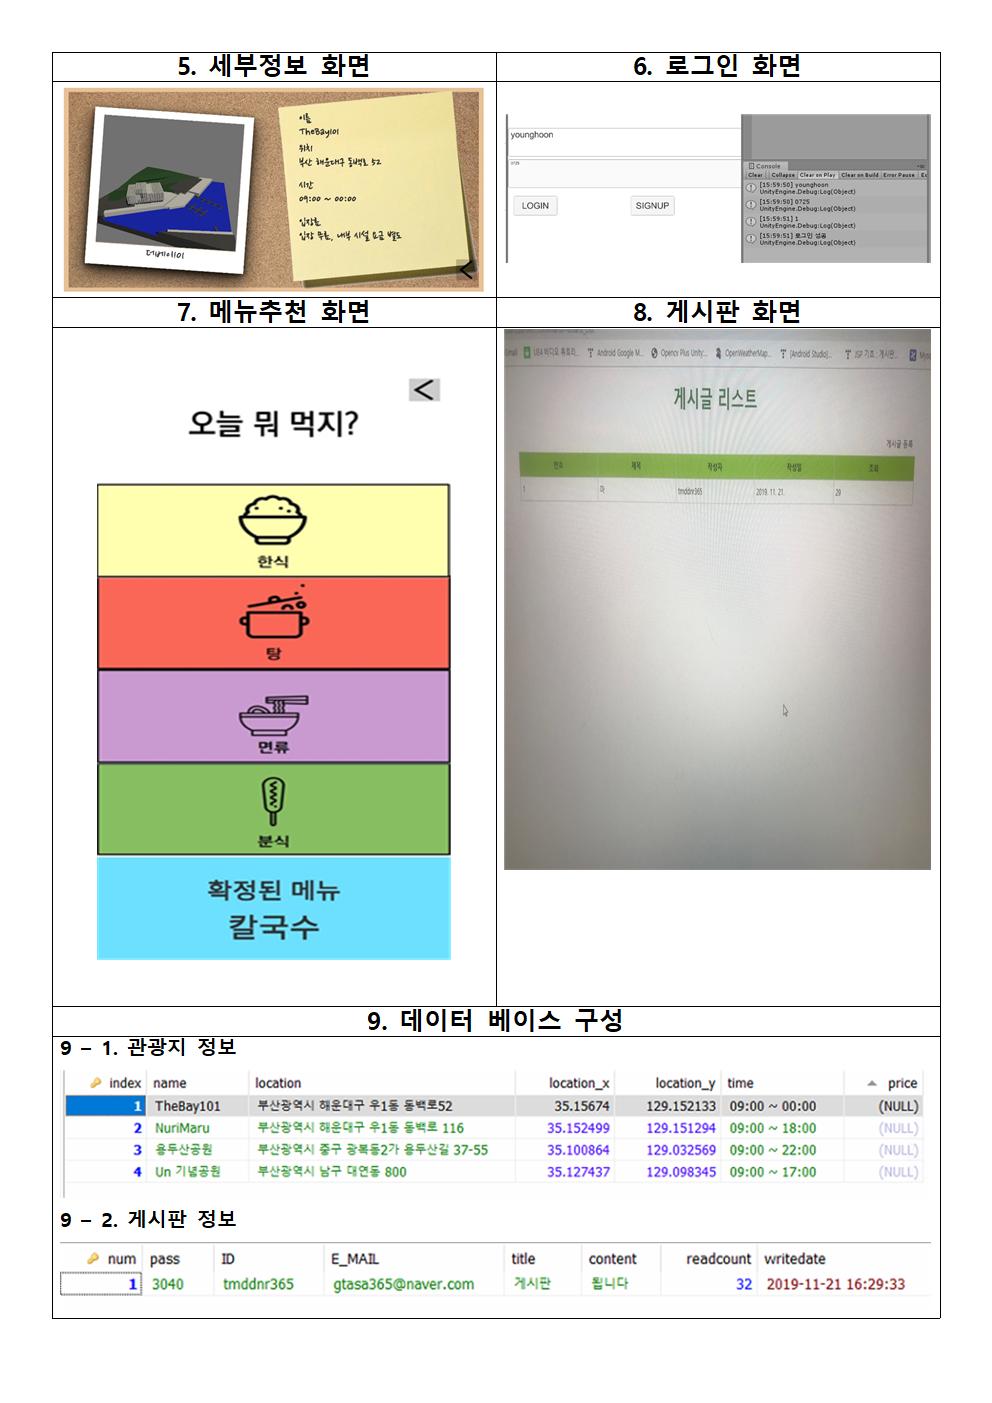 5. 세부정보 화면
6. 로그인 화면
이름
TheBay101
위치
부산 해운대구 동백로 52
시간
09:00 ~ 00:00
입장료
입장 무료, 내부 시설 요금 별도
더베이101
<
younghoon
0725
LOGIN
SIGNUP
Console
Clear Collapse Clear on Play Clear on Build Error Pause
[15:59:50] younghoon
UnityEngine.Debug:Log(Object)
[15:59:50] 0725
UnityEngine.Debug:Log(Object)
[15:59:51] 1
UnityEngine.Debug:Log(Object)
[15:59:51] 로그인 성공
UnityEngine.Debug:Log(Object)
7. 메뉴추천 화면
8. 게시판 화면
<
오늘 뭐 먹지?
한식
탕
면류
분식
확정된 메뉴
칼국수
Android Google M... Opencv Plus Unity:... OpenWeatherMap... [Android Studio]... JSP 기초 : 게시판...
게시글 리스트
게시글 등록
번호 제목 작성자 작성일 조회
1 tmddnr365 2019. 11. 21. 29
9. 데이터 베이스 구성
9 – 1. 관광지 정보
index name location location_x location_y time price
1 TheBay101 부산광역시 해운대구 우1동 동백로52 35.15674 129.152133 09:00 ~ 00:00 (NULL)
2 NuriMaru 부산광역시 해운대구 우1동 동백로 116 35.152499 129.151294 09:00 ~ 18:00 (NULL)
3 용두산공원 부산광역시 중구 광복동2가 용두산길 37-55 35.100864 129.032569 09:00 ~ 22:00 (NULL)
4 Un 기념공원 부산광역시 남구 대연동 800 35.127437 129.098345 09:00 ~ 17:00 (NULL)
9 – 2. 게시판 정보
num pass ID E_MAIL title content readcount writedate
1 3040 tmddnr365 gtasa365@naver.com 게시판 됩니다 32 2019-11-21 16:29:33